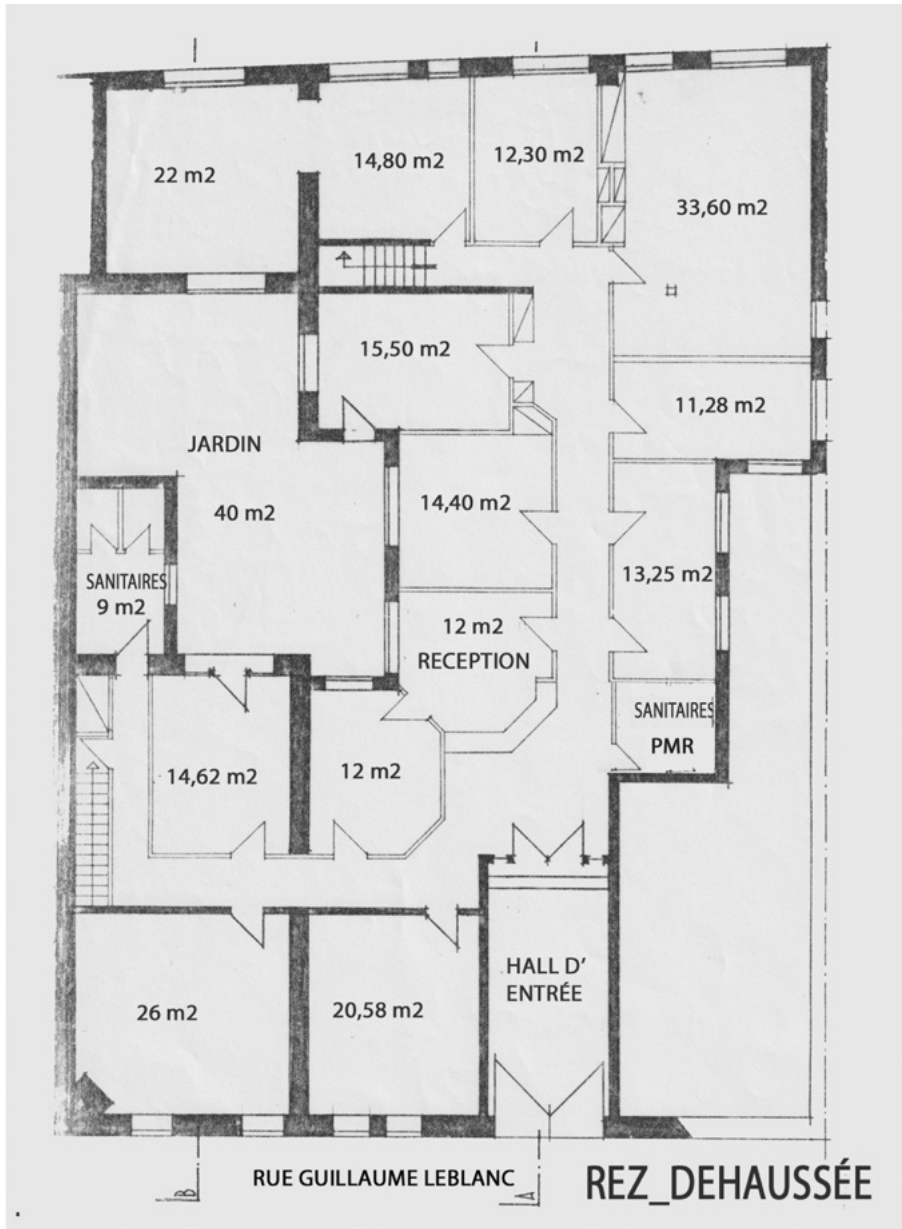 22 m2
14,80 m2
12,30 m2
33,60 m2
15,50 m2
11,28 m2
JARDIN
40 m2
14,40 m2
SANITAIRES
9 m2
13,25 m2
12 m2
RECEPTION
SANITAIRES
PMR
14,62 m2
12 m2
HALL D'
ENTRÉE
26 m2
20,58 m2
RUE GUILLAUME LEBLANC
REZ_DEHAUSSÉE
B
A